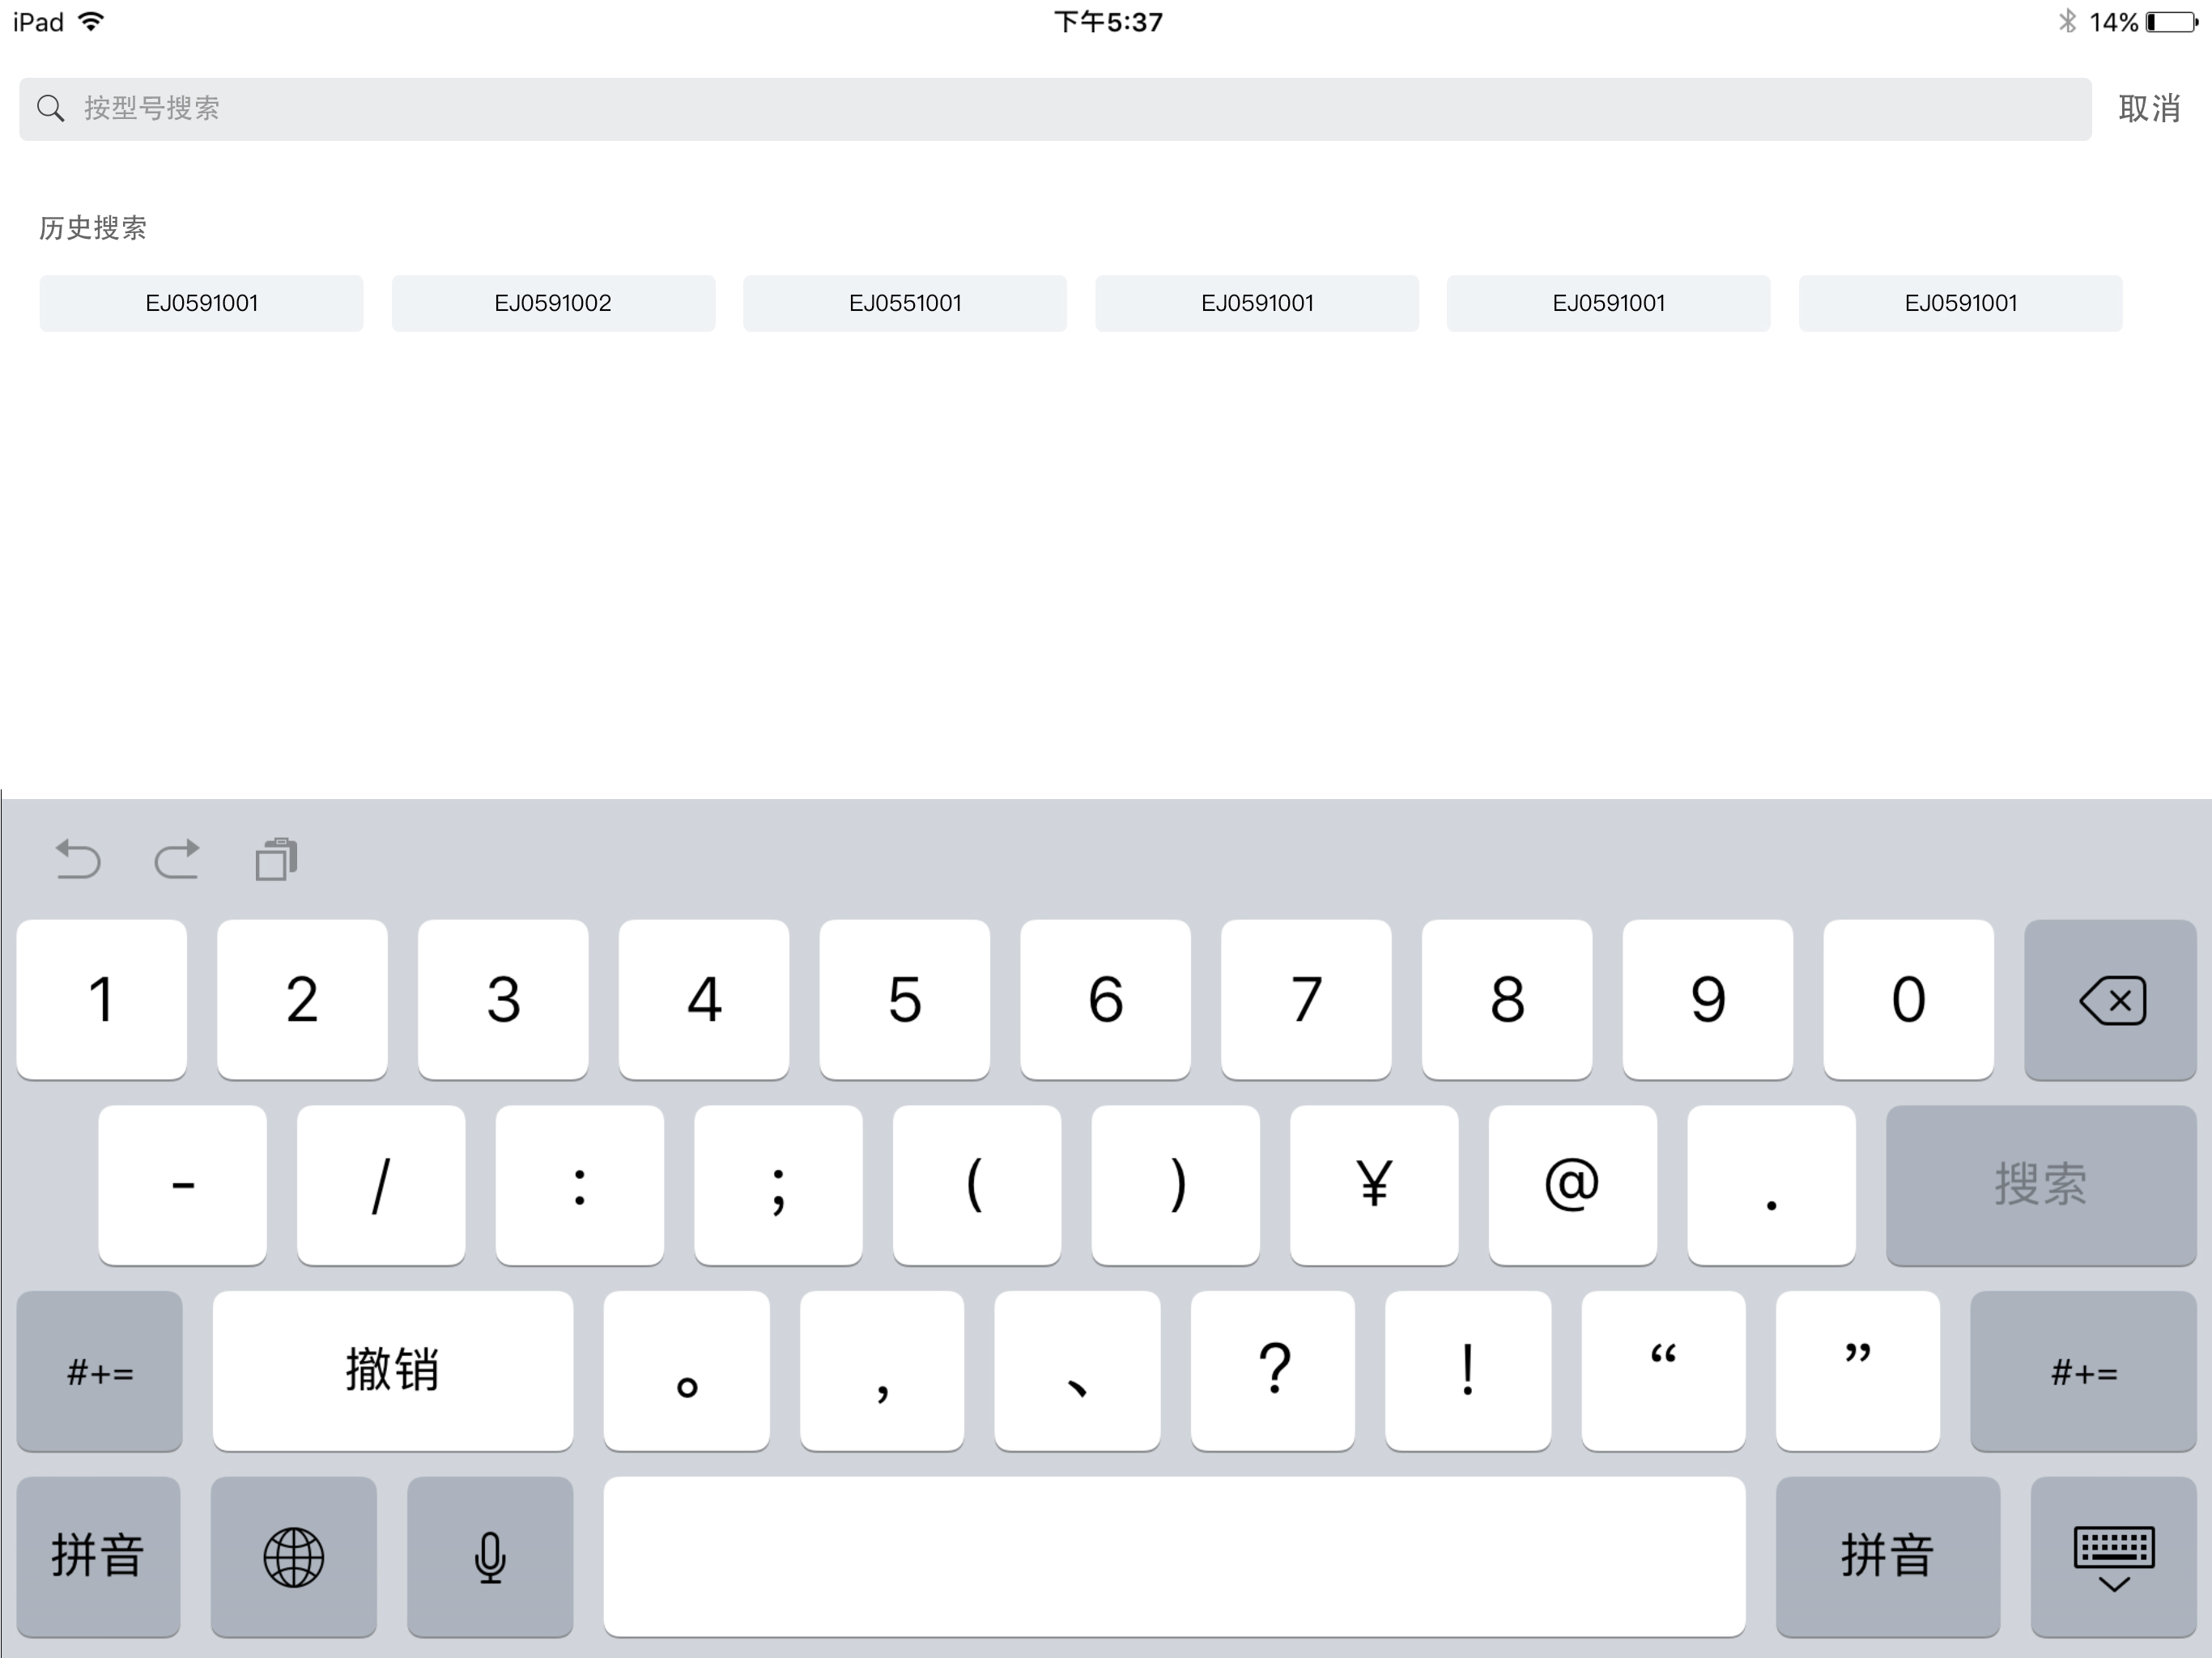 iPad 下午5:37 14%
按型号搜索 取消
历史搜索
EJ0591001 EJ0591002 EJ0551001 EJ0591001 EJ0591001 EJ0591001
1 2 3 4 5 6 7 8 9 0
- / : ; ( ) ¥ @ . 搜索
#+= 撤销 。 , 、 ? ! “ ” #+=
拼音 拼音